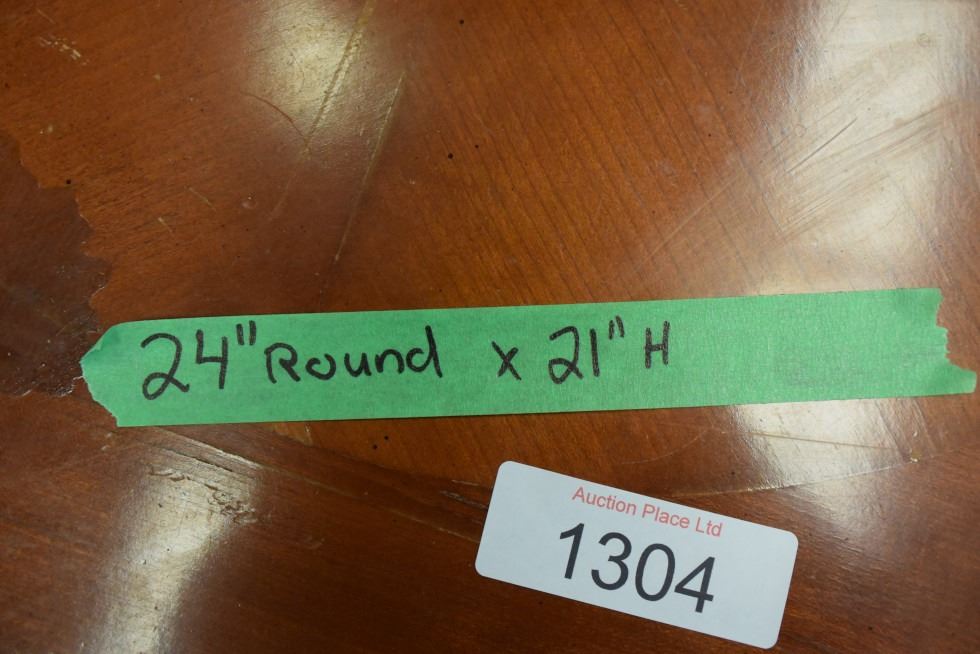 24" Round x 21" H
Auction Place Ltd
1304